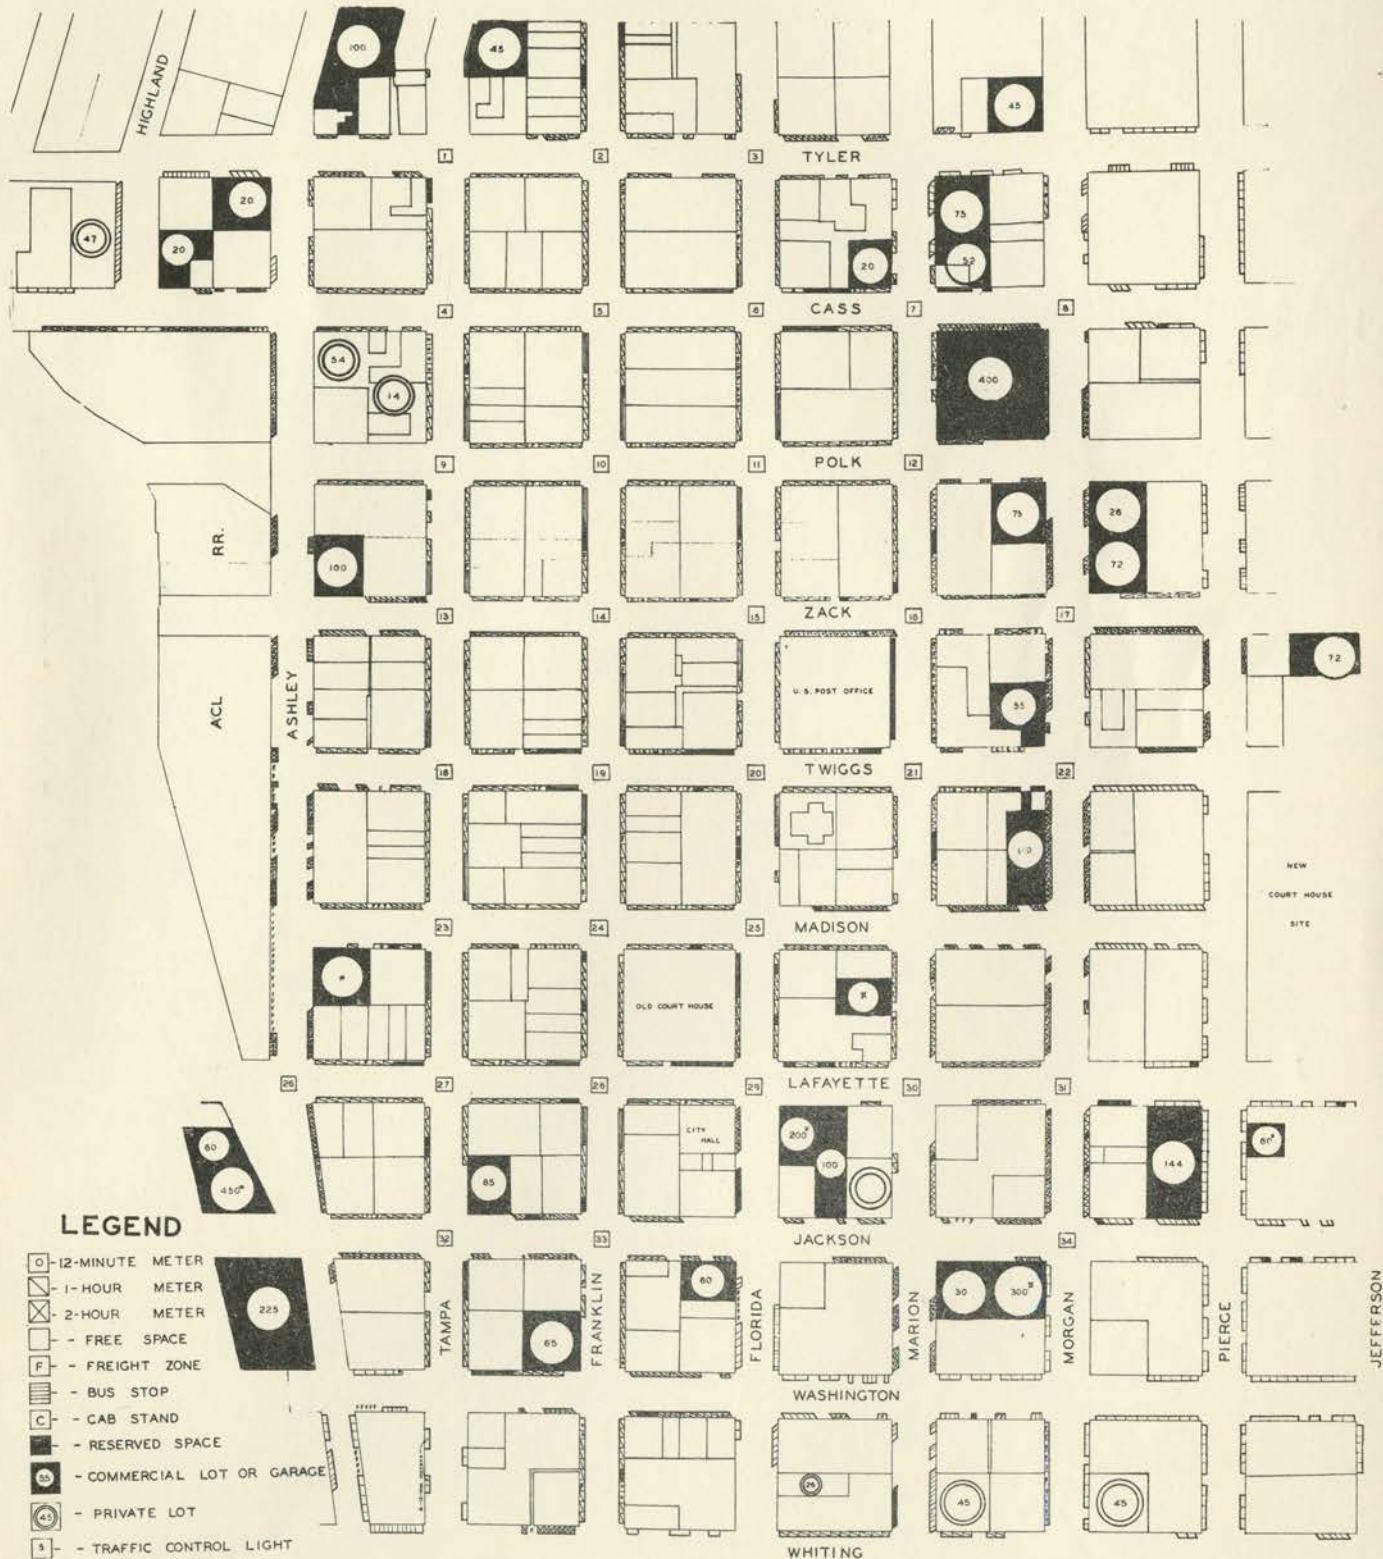 100
45
45
HIGHLAND
1
2
3
TYLER
47
20
20
20
75
52
4
5
6
CASS
7
8
54
14
400
9
10
11
POLK
12
RR.
100
75
26
72
13
14
15
ZACK
16
17
ACL
ASHLEY
U.S. POST OFFICE
55
72
18
19
20
TWIGGS
21
22
NEW
COURT HOUSE
SITE
23
24
25
MADISON
*
OLD COURT HOUSE
*
26
27
28
29
LAFAYETTE
30
31
60
450*
65
CITY
HALL
200*
100
144
60*
32
33
JACKSON
34
225
TAMPA
65
FRANKLIN
60
FLORIDA
MARION
30
300*
MORGAN
PIERCE
JEFFERSON
WASHINGTON
26
45
45
WHITING
LEGEND
O - 12-MINUTE METER
- 1-HOUR METER
- 2-HOUR METER
- - FREE SPACE
F - - FREIGHT ZONE
- - BUS STOP
C - - CAB STAND
- - RESERVED SPACE
55 - COMMERCIAL LOT OR GARAGE
45 - PRIVATE LOT
5 - - TRAFFIC CONTROL LIGHT